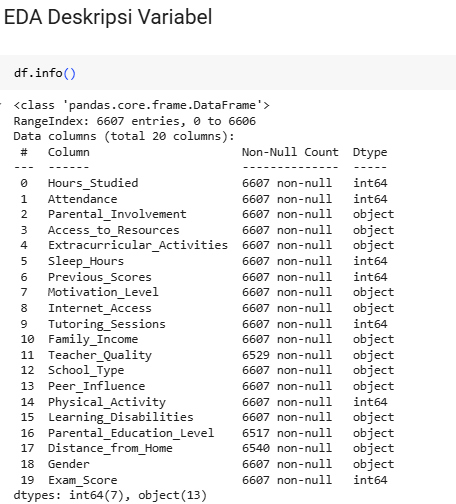 EDA Deskripsi Variabel
df.info()
<class 'pandas.core.frame.DataFrame'>
RangeIndex: 6607 entries, 0 to 6606
Data columns (total 20 columns):
 #   Column                      Non-Null Count  Dtype
---  ------                      --------------  -----
 0   Hours_Studied               6607 non-null   int64
 1   Attendance                  6607 non-null   int64
 2   Parental_Involvement        6607 non-null   object
 3   Access_to_Resources         6607 non-null   object
 4   Extracurricular_Activities  6607 non-null   object
 5   Sleep_Hours                 6607 non-null   int64
 6   Previous_Scores             6607 non-null   int64
 7   Motivation_Level            6607 non-null   object
 8   Internet_Access             6607 non-null   object
 9   Tutoring_Sessions           6607 non-null   int64
 10  Family_Income               6607 non-null   object
 11  Teacher_Quality             6529 non-null   object
 12  School_Type                 6607 non-null   object
 13  Peer_Influence              6607 non-null   object
 14  Physical_Activity           6607 non-null   int64
 15  Learning_Disabilities       6607 non-null   object
 16  Parental_Education_Level    6517 non-null   object
 17  Distance_from_Home          6540 non-null   object
 18  Gender                      6607 non-null   object
 19  Exam_Score                  6607 non-null   int64
dtypes: int64(7), object(13)